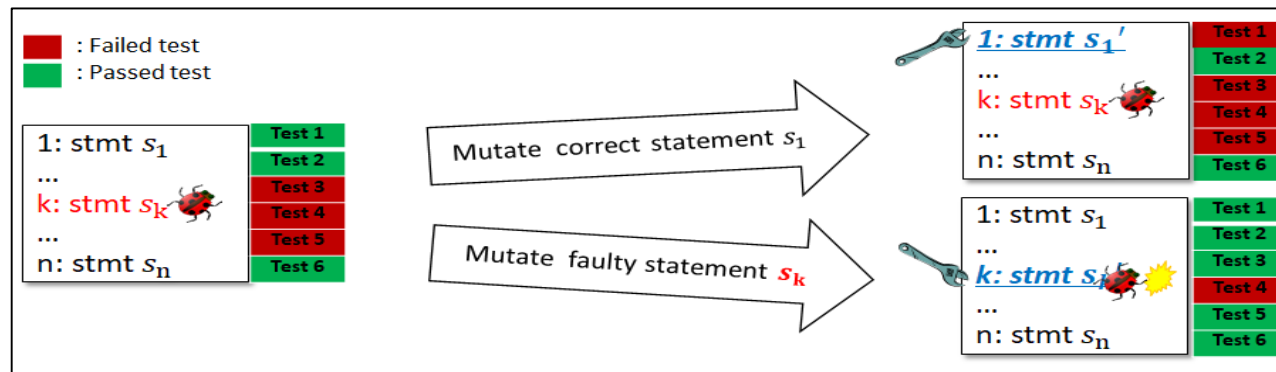 : Failed test
: Passed test
1: stmt s₁
...
k: stmt sₖ
...
n: stmt sₙ
Test 1
Test 2
Test 3
Test 4
Test 5
Test 6
Mutate correct statement s₁
Mutate faulty statement sₖ
1: stmt s₁′
...
k: stmt sₖ
...
n: stmt sₙ
Test 1
Test 2
Test 3
Test 4
Test 5
Test 6
1: stmt s₁
...
k: stmt sₖ
...
n: stmt sₙ
Test 1
Test 2
Test 3
Test 4
Test 5
Test 6